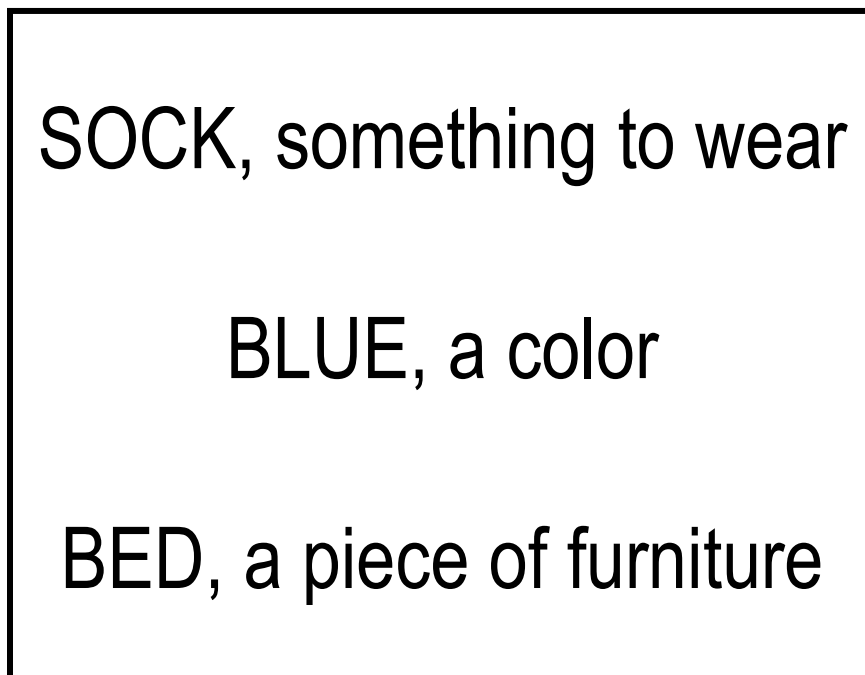 SOCK, something to wear
BLUE, a color
BED, a piece of furniture